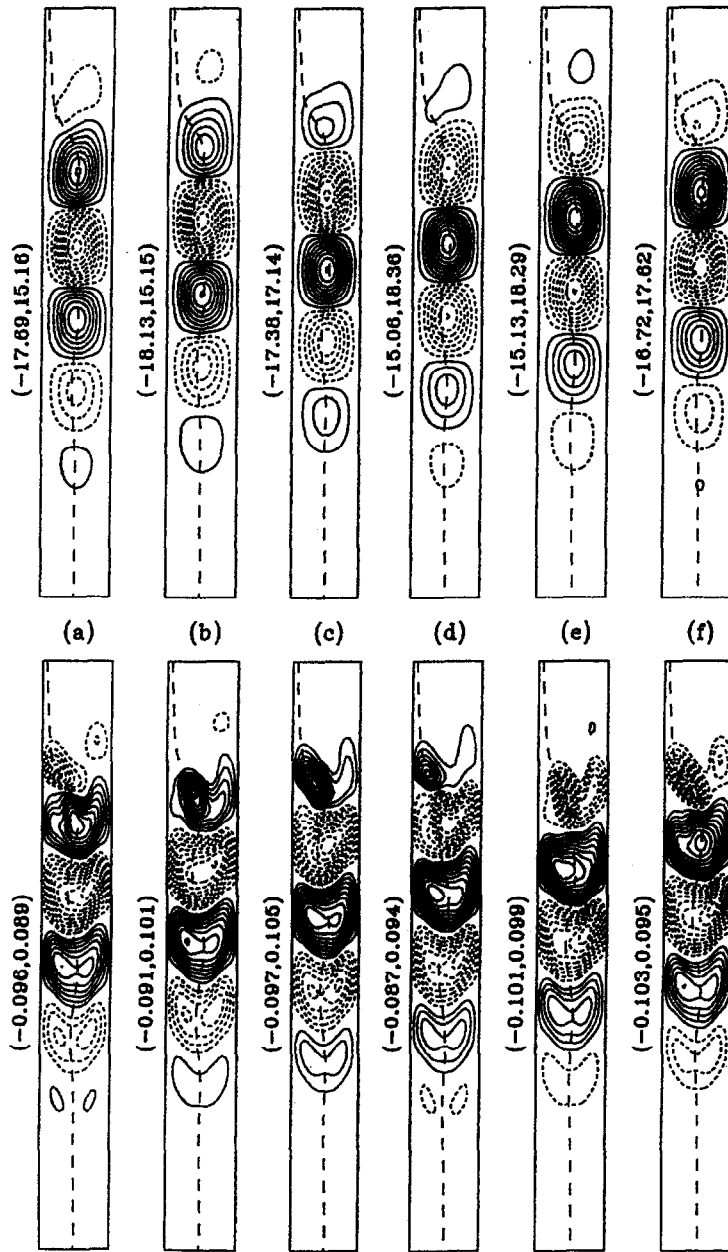 (−17.69,15.16)
(−18.13,15.15)
(−17.38,17.14)
(−15.06,18.36)
(−15.13,18.29)
(−16.72,17.62)
(a)
(b)
(c)
(d)
(e)
(f)
(−0.096,0.089)
(−0.091,0.101)
(−0.097,0.105)
(−0.087,0.094)
(−0.101,0.099)
(−0.103,0.095)